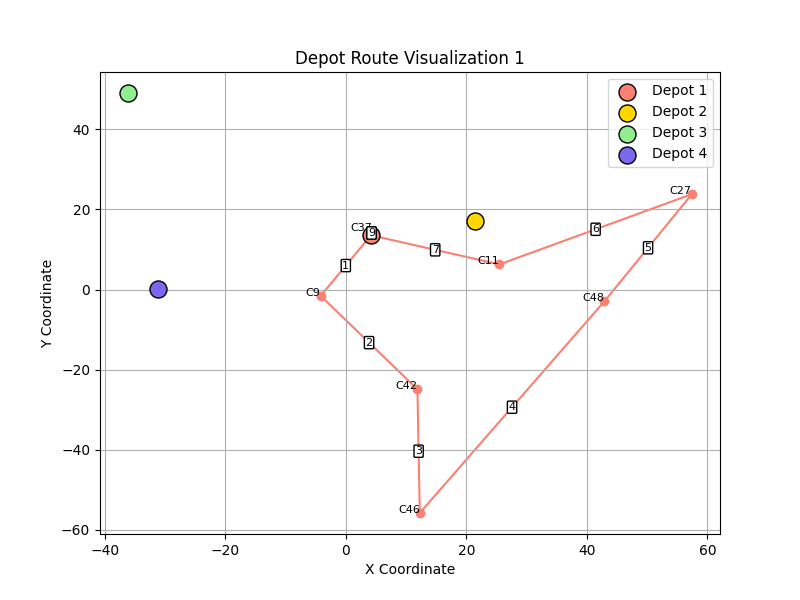 Depot Route Visualization 1
Depot 1
Depot 2
Depot 3
Depot 4
Y Coordinate
40
20
0
−20
−40
−60
C27
C37
9
6
7
5
1
C11
C9
C48
2
C42
4
3
C46
−40
−20
0
20
40
60
X Coordinate